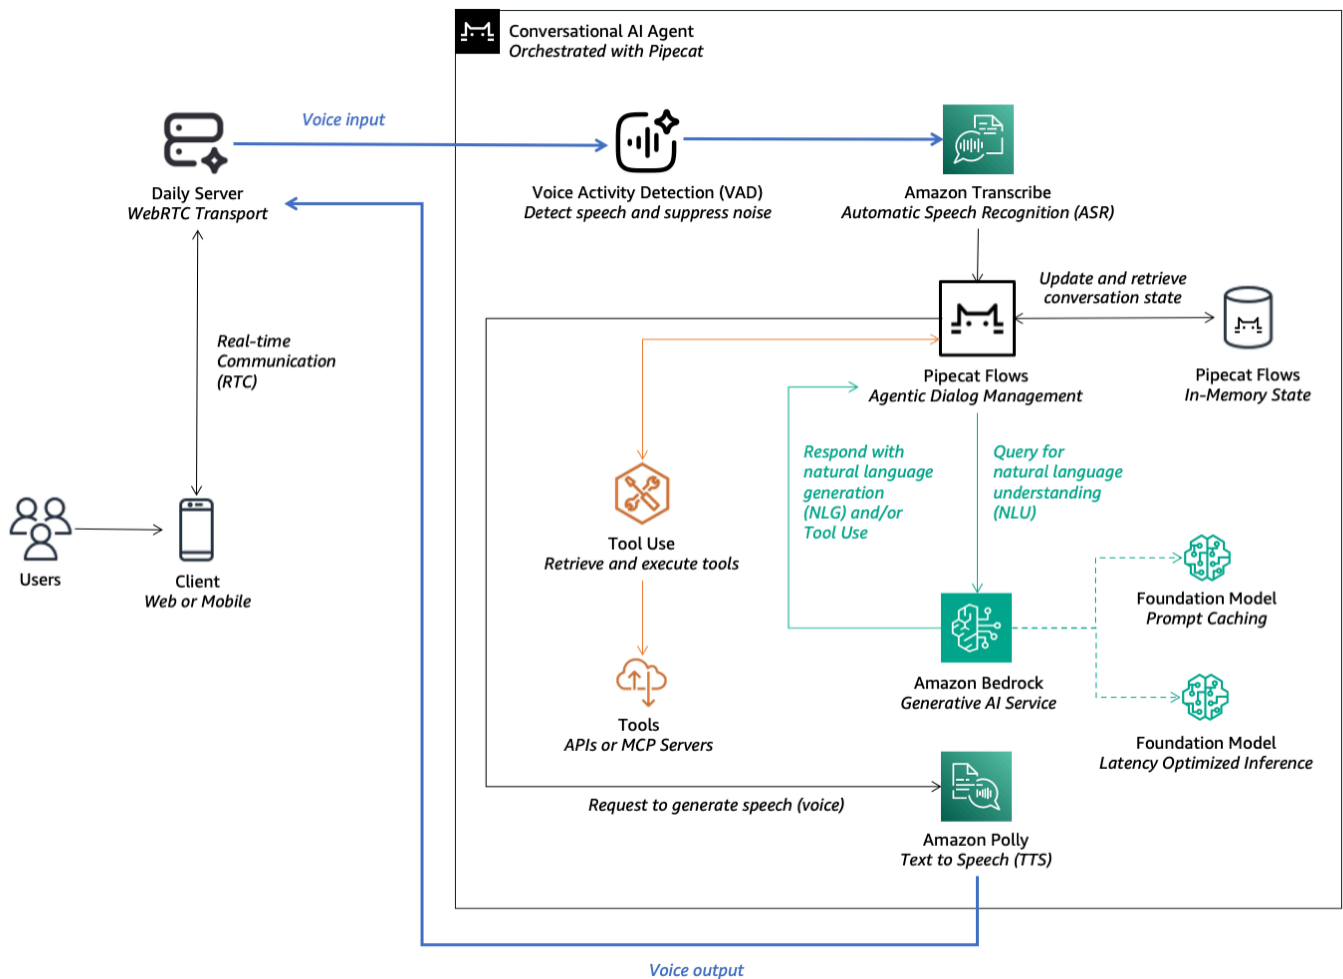 Conversational AI Agent
Orchestrated with Pipecat
Voice input
Daily Server
WebRTC Transport
Voice Activity Detection (VAD)
Detect speech and suppress noise
Amazon Transcribe
Automatic Speech Recognition (ASR)
Update and retrieve
conversation state
Real-time
Communication
(RTC)
Pipecat Flows
Agentic Dialog Management
Pipecat Flows
In-Memory State
Respond with
natural language
generation
(NLG) and/or
Tool Use
Query for
natural language
understanding
(NLU)
Tool Use
Retrieve and execute tools
Users
Client
Web or Mobile
Foundation Model
Prompt Caching
Amazon Bedrock
Generative AI Service
Tools
APIs or MCP Servers
Foundation Model
Latency Optimized Inference
Request to generate speech (voice)
Amazon Polly
Text to Speech (TTS)
Voice output